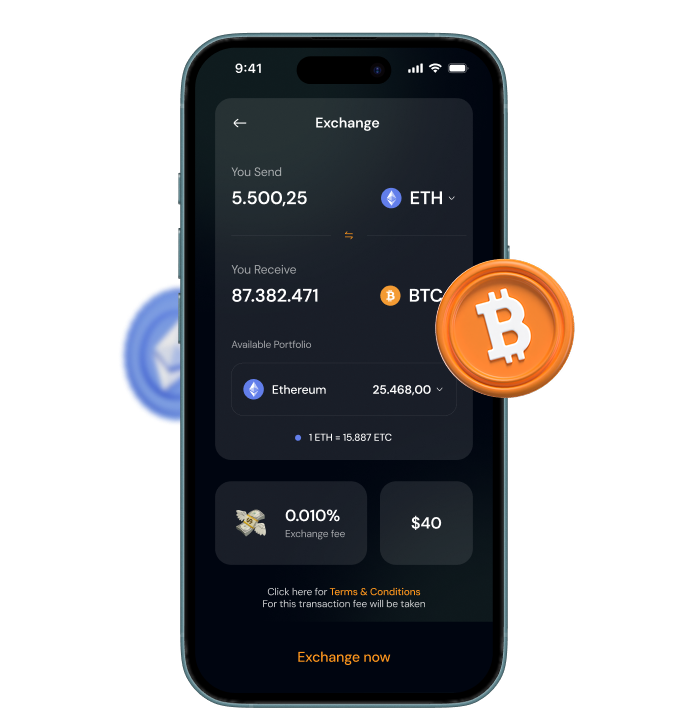 9:41
Exchange
You Send
5.500,25 ETH
You Receive
87.382.471 BTC
Available Portfolio
Ethereum 25.468,00
1 ETH = 15.887 ETC
0.010%
Exchange fee
$40
Click here for Terms & Conditions
For this transaction fee will be taken
Exchange now